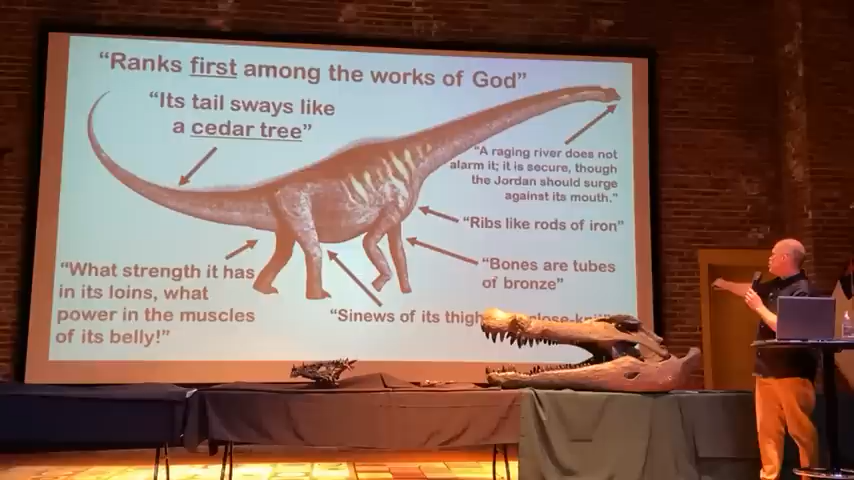 “Ranks first among the works of God”
“Its tail sways like
a cedar tree”
“A raging river does not
alarm it; it is secure, though
the Jordan should surge
against its mouth.”
“Ribs like rods of iron”
“Bones are tubes
of bronze”
“What strength it has
in its loins, what
power in the muscles
of its belly!”
“Sinews of its thigh